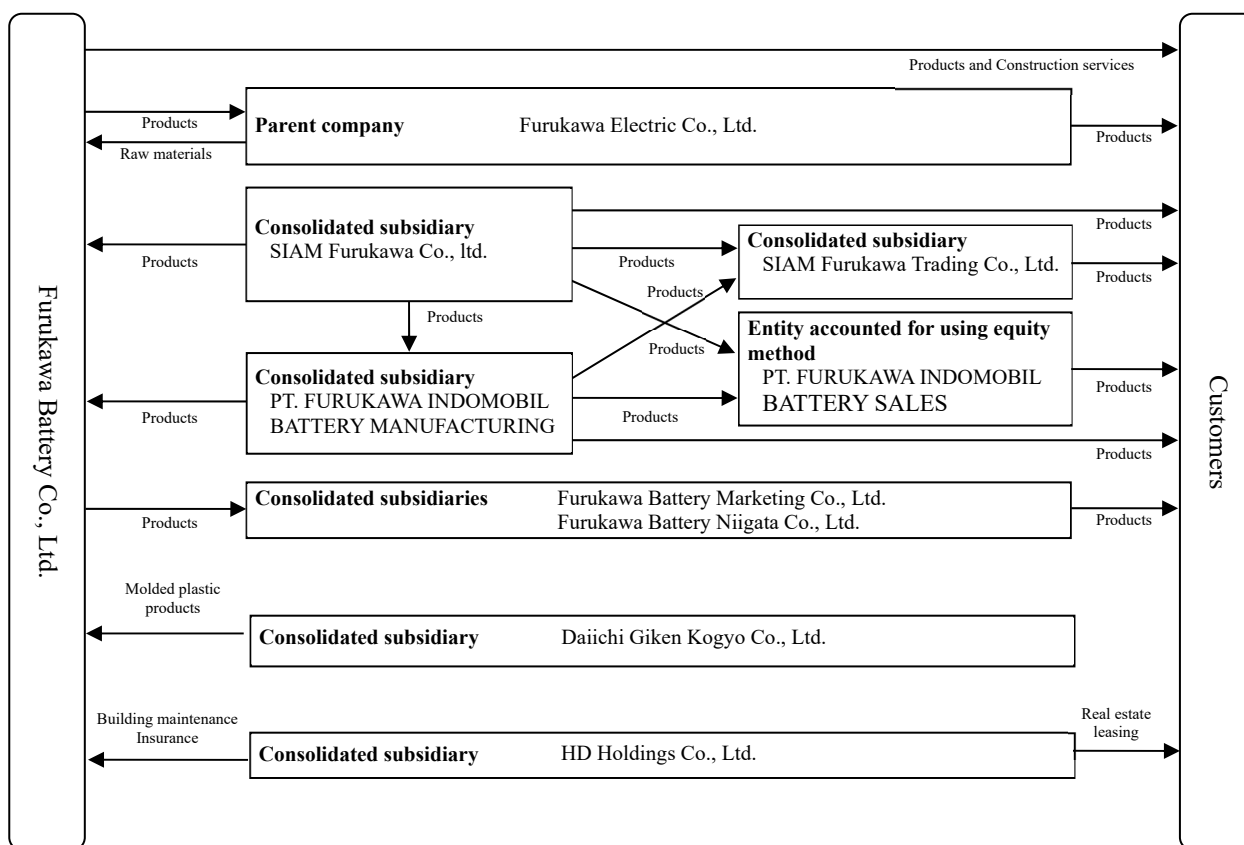 Products and Construction services
Products
Parent company Furukawa Electric Co., Ltd.
Products
Raw materials
Consolidated subsidiary
SIAM Furukawa Co., ltd.
Products
Products
Consolidated subsidiary
SIAM Furukawa Trading Co., Ltd.
Products
Products
Products
Products
Products
Entity accounted for using equity
method
PT. FURUKAWA INDOMOBIL
BATTERY SALES
Products
Products
Consolidated subsidiary
PT. FURUKAWA INDOMOBIL
BATTERY MANUFACTURING
Products
Products
Products
Furukawa Battery Co., Ltd.
Customers
Consolidated subsidiaries Furukawa Battery Marketing Co., Ltd.
Furukawa Battery Niigata Co., Ltd.
Products
Products
Molded plastic
products
Consolidated subsidiary Daiichi Giken Kogyo Co., Ltd.
Building maintenance
Insurance
Consolidated subsidiary HD Holdings Co., Ltd.
Real estate
leasing